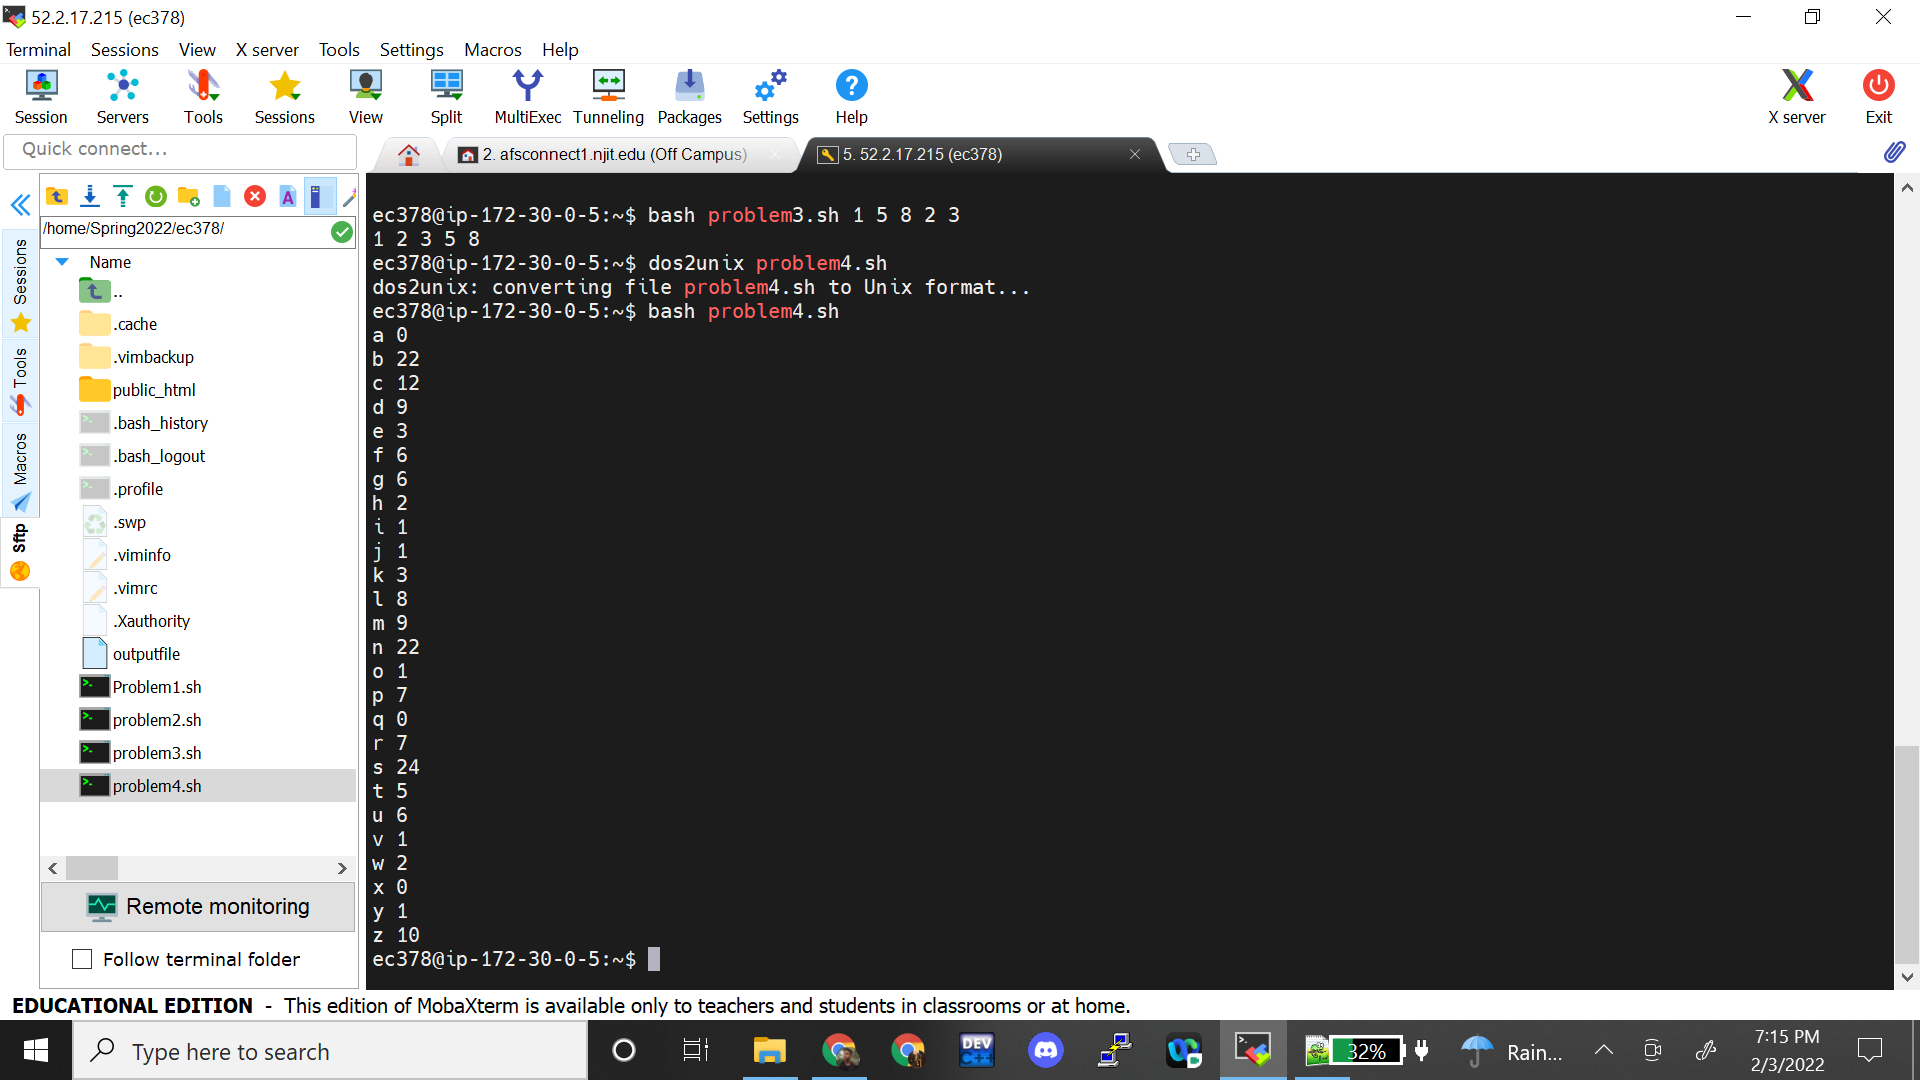 52.2.17.215 (ec378)
Terminal Sessions View X server Tools Settings Macros Help
Session Servers Tools Sessions View Split MultiExec Tunneling Packages Settings Help X server Exit
Quick connect...
2. afsconnect1.njit.edu (Off Campus)
5. 52.2.17.215 (ec378)
Sessions
Tools
Macros
Sftp
/home/Spring2022/ec378/
Name
..
.cache
.vimbackup
public_html
.bash_history
.bash_logout
.profile
.swp
.viminfo
.vimrc
.Xauthority
outputfile
Problem1.sh
problem2.sh
problem3.sh
problem4.sh
Remote monitoring
Follow terminal folder
ec378@ip-172-30-0-5:~$ bash problem3.sh 1 5 8 2 3
1 2 3 5 8
ec378@ip-172-30-0-5:~$ dos2unix problem4.sh
dos2unix: converting file problem4.sh to Unix format...
ec378@ip-172-30-0-5:~$ bash problem4.sh
a 0
b 22
c 12
d 9
e 3
f 6
g 6
h 2
i 1
j 1
k 3
l 8
m 9
n 22
o 1
p 7
q 0
r 7
s 24
t 5
u 6
v 1
w 2
x 0
y 1
z 10
ec378@ip-172-30-0-5:~$
EDUCATIONAL EDITION - This edition of MobaXterm is available only to teachers and students in classrooms or at home.
Type here to search
DEV
C++
32%
Rain...
7:15 PM
2/3/2022